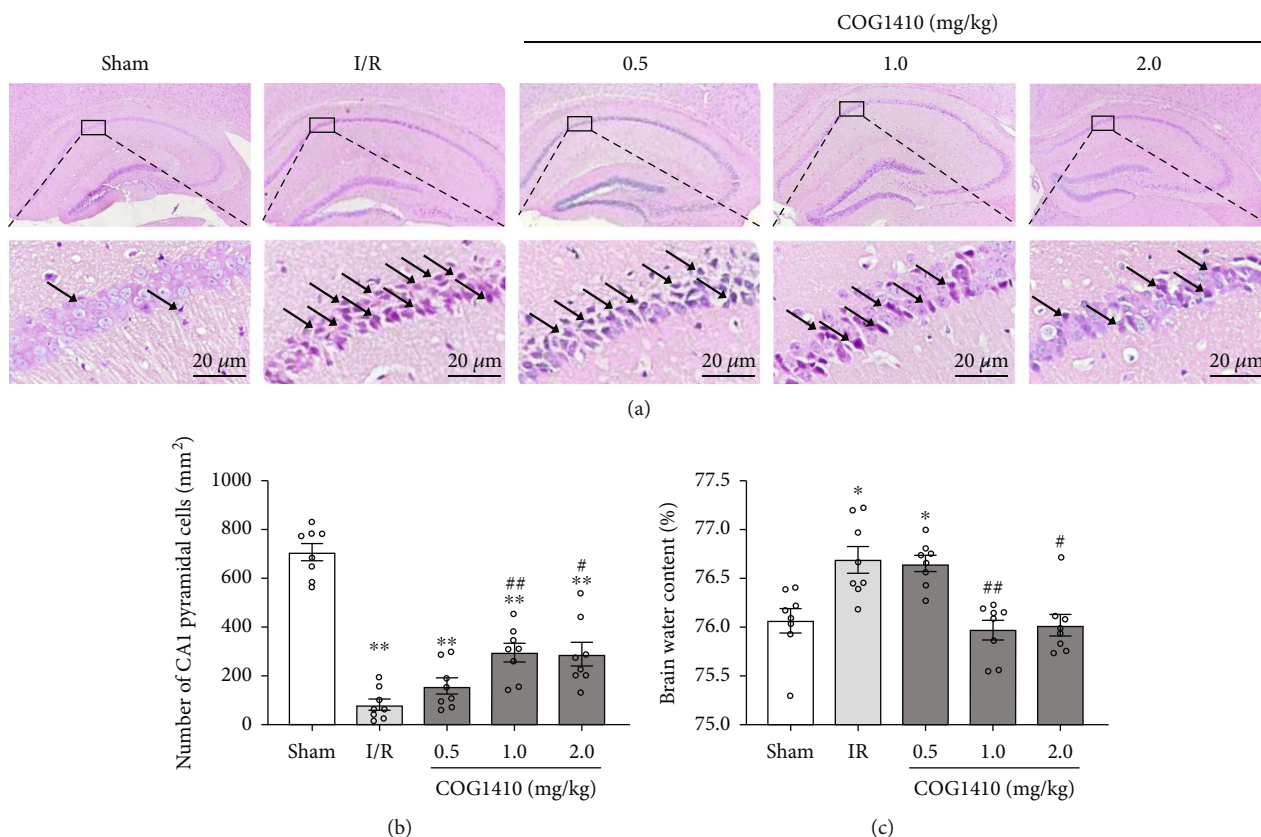 COG1410 (mg/kg)
Sham I/R 0.5 1.0 2.0
20 μm 20 μm 20 μm 20 μm 20 μm
(a)
Number of CA1 pyramidal cells (mm²)
1000
800
600
400
200
0
**
**
##
**
#
**
Sham I/R 0.5 1.0 2.0
COG1410 (mg/kg)
(b)
Brain water content (%)
77.5
77.0
76.5
76.0
75.5
75.0
*
*
##
#
Sham IR 0.5 1.0 2.0
COG1410 (mg/kg)
(c)